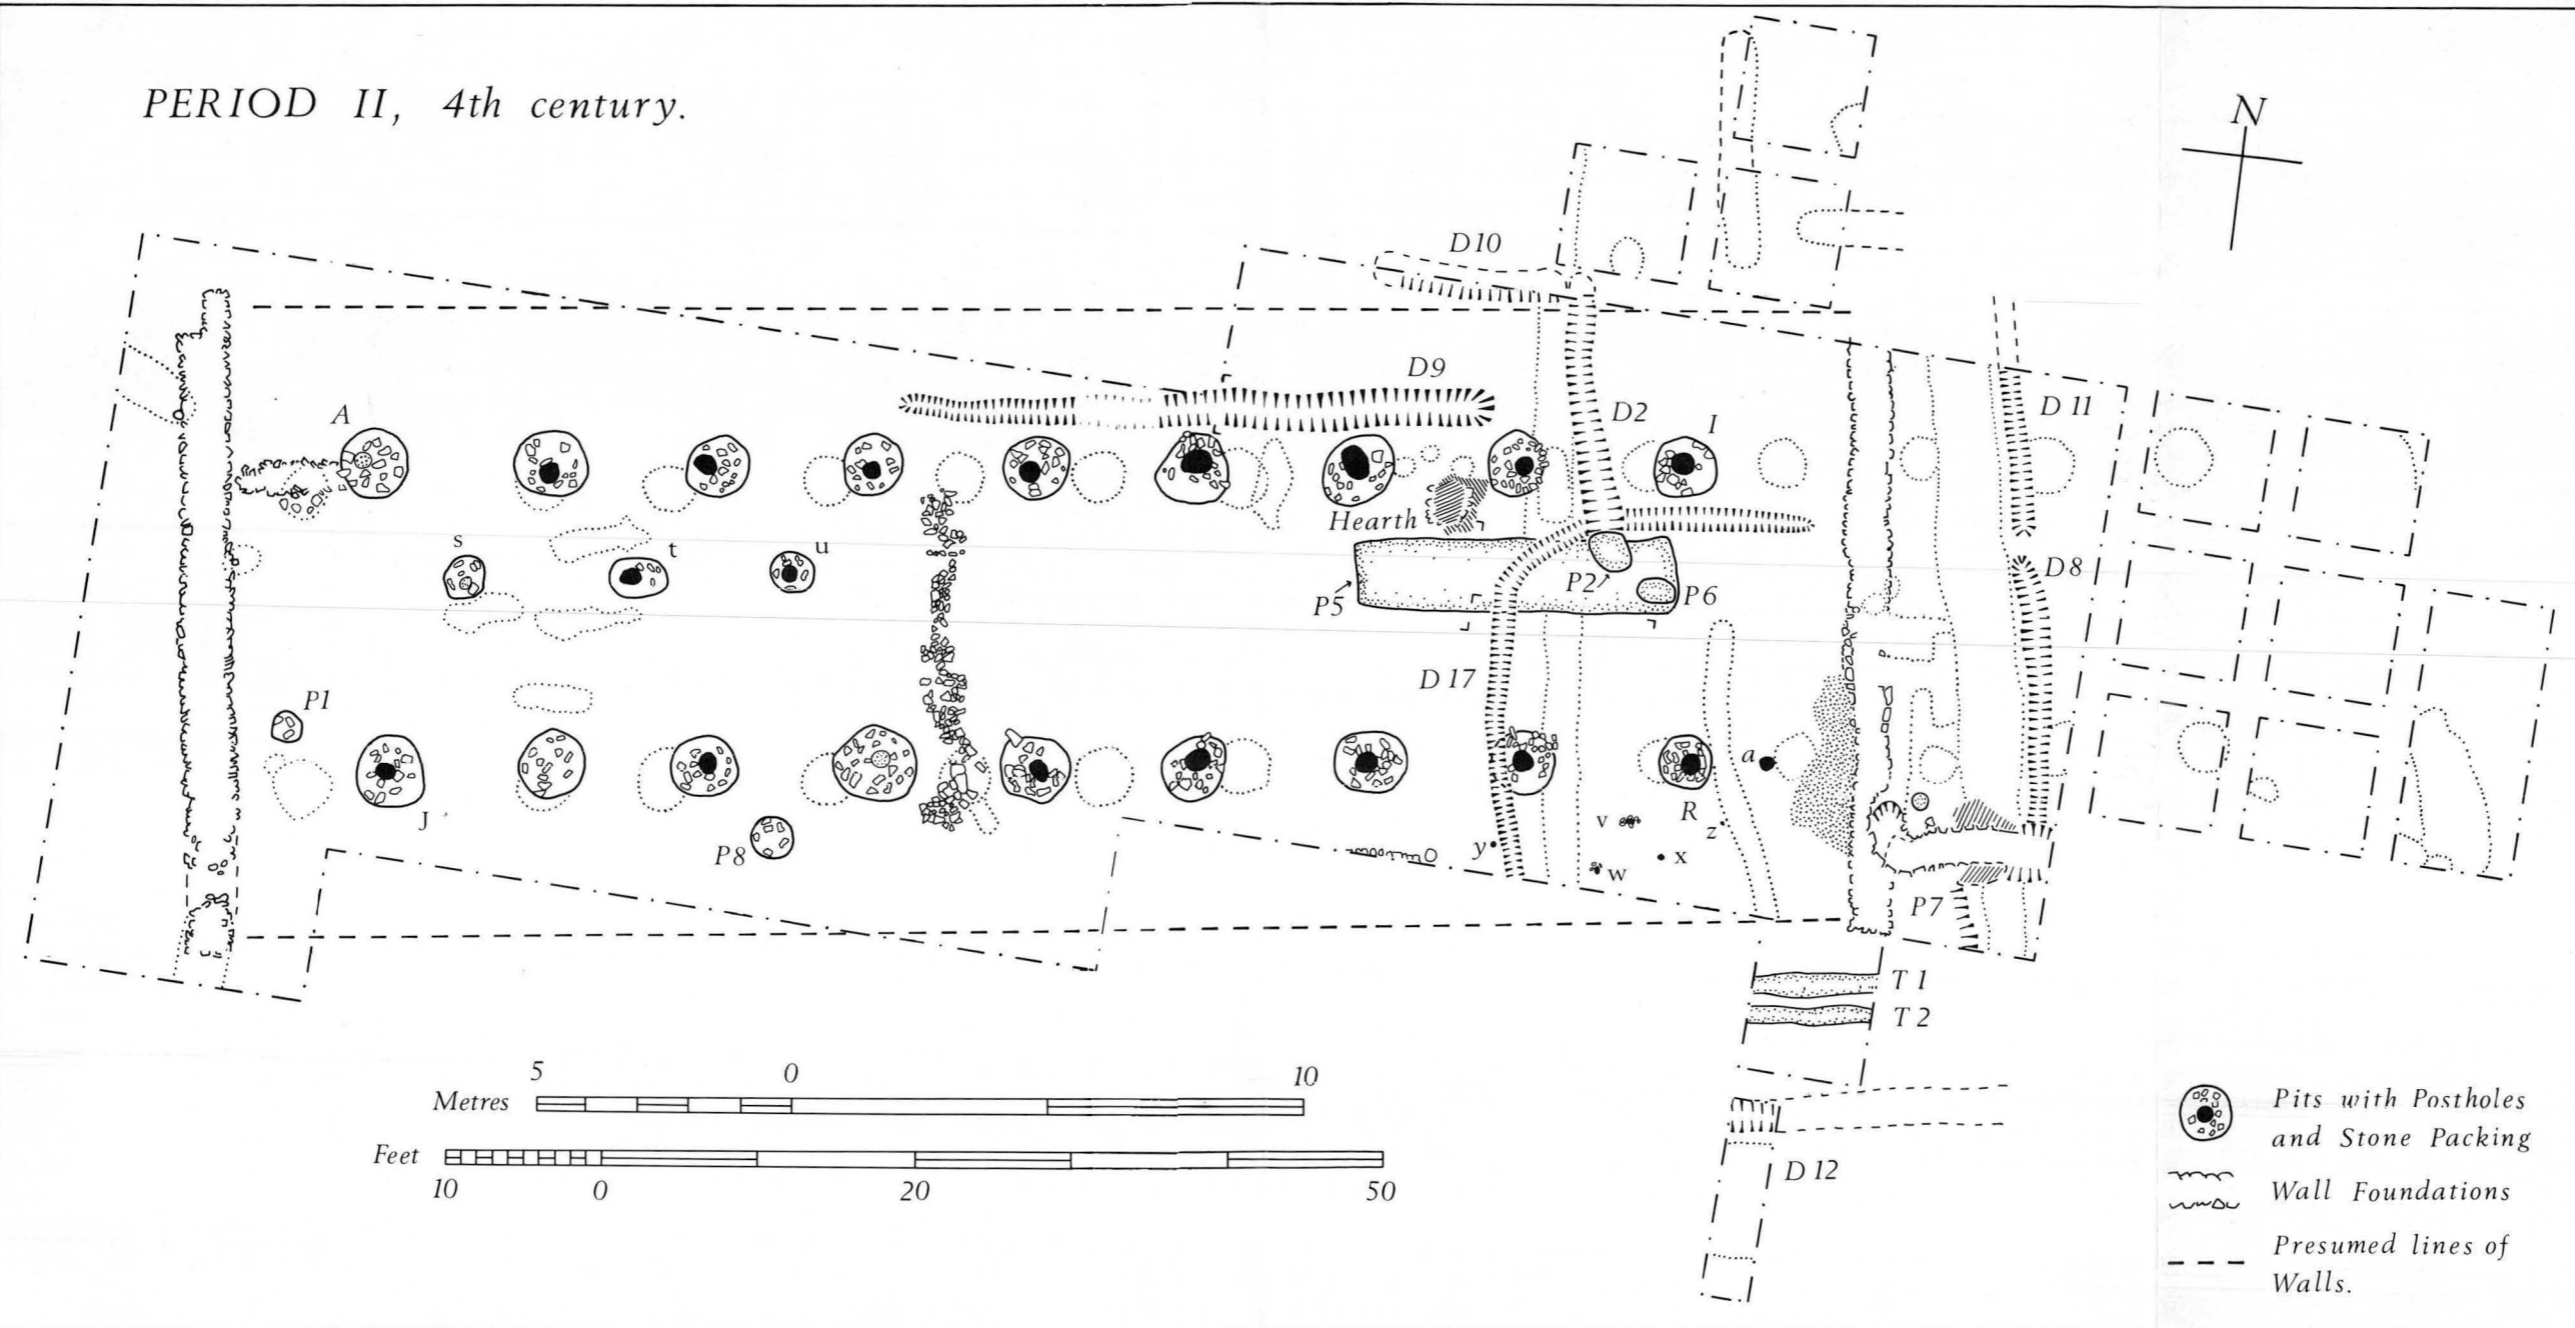 PERIOD II, 4th century.
N
D10
D9
D2
D 11
A
I
Hearth
s
t
u
P2
D8
P5
P6
D 17
P1
a
J
R
z
v
P8
y
x
w
P7
T 1
T 2
5 0 10
Metres
Feet
10 0 20 50
D 12
Pits with Postholes
and Stone Packing
Wall Foundations
Presumed lines of
Walls.